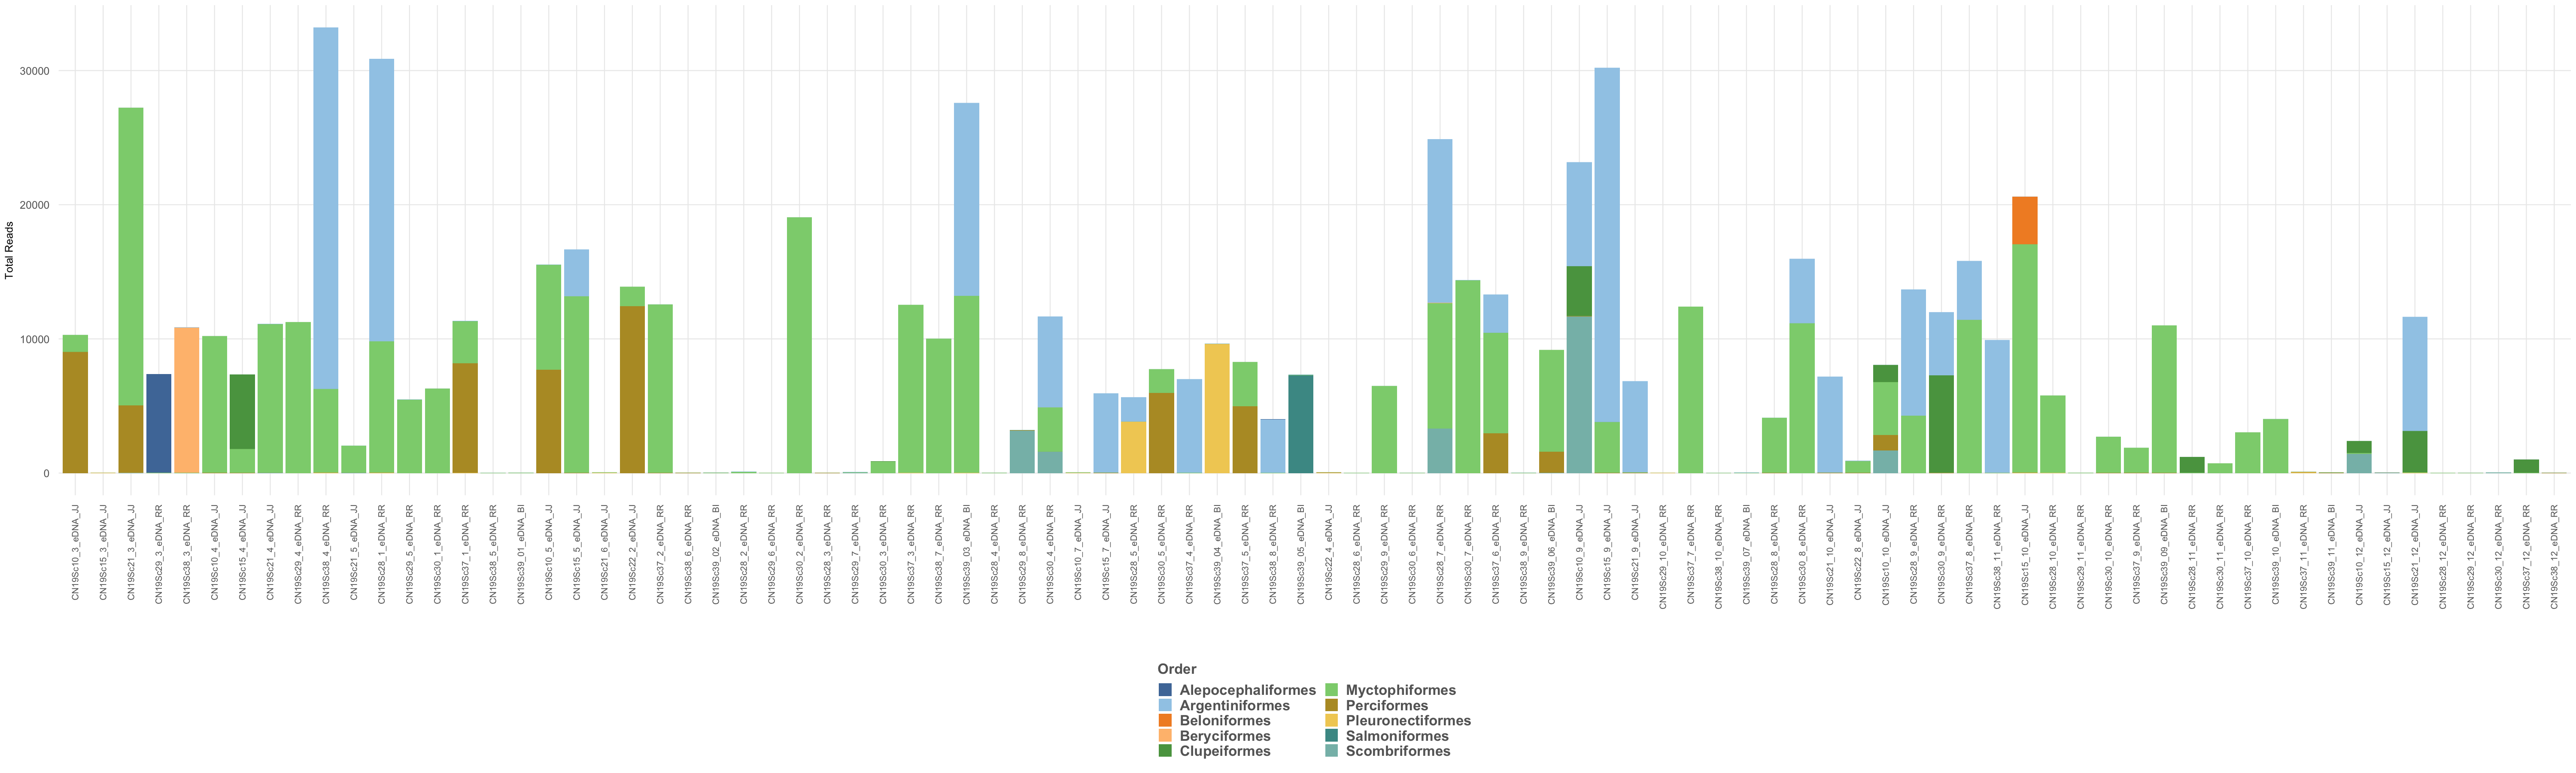 30000
20000
10000
0
Total Reads
CN19Sc10_3_eDNA_JJ
CN19Sc15_3_eDNA_JJ
CN19Sc21_3_eDNA_JJ
CN19Sc29_3_eDNA_RR
CN19Sc38_3_eDNA_RR
CN19Sc10_4_eDNA_JJ
CN19Sc15_4_eDNA_JJ
CN19Sc21_4_eDNA_JJ
CN19Sc29_4_eDNA_RR
CN19Sc38_4_eDNA_RR
CN19Sc21_5_eDNA_JJ
CN19Sc28_1_eDNA_RR
CN19Sc29_5_eDNA_RR
CN19Sc30_1_eDNA_RR
CN19Sc37_1_eDNA_RR
CN19Sc38_5_eDNA_RR
CN19Sc39_01_eDNA_BI
CN19Sc10_5_eDNA_JJ
CN19Sc15_5_eDNA_JJ
CN19Sc21_6_eDNA_JJ
CN19Sc22_2_eDNA_JJ
CN19Sc37_2_eDNA_RR
CN19Sc38_6_eDNA_RR
CN19Sc39_02_eDNA_BI
CN19Sc28_2_eDNA_RR
CN19Sc29_6_eDNA_RR
CN19Sc30_2_eDNA_RR
CN19Sc28_3_eDNA_RR
CN19Sc29_7_eDNA_RR
CN19Sc30_3_eDNA_RR
CN19Sc37_3_eDNA_RR
CN19Sc38_7_eDNA_RR
CN19Sc39_03_eDNA_BI
CN19Sc28_4_eDNA_RR
CN19Sc29_8_eDNA_RR
CN19Sc30_4_eDNA_RR
CN19Sc10_7_eDNA_JJ
CN19Sc15_7_eDNA_JJ
CN19Sc28_5_eDNA_RR
CN19Sc30_5_eDNA_RR
CN19Sc37_4_eDNA_RR
CN19Sc39_04_eDNA_BI
CN19Sc37_5_eDNA_RR
CN19Sc38_8_eDNA_RR
CN19Sc39_05_eDNA_BI
CN19Sc22_4_eDNA_JJ
CN19Sc28_6_eDNA_RR
CN19Sc29_9_eDNA_RR
CN19Sc30_6_eDNA_RR
CN19Sc28_7_eDNA_RR
CN19Sc30_7_eDNA_RR
CN19Sc37_6_eDNA_RR
CN19Sc38_9_eDNA_RR
CN19Sc39_06_eDNA_BI
CN19Sc10_9_eDNA_JJ
CN19Sc15_9_eDNA_JJ
CN19Sc21_9_eDNA_JJ
CN19Sc29_10_eDNA_RR
CN19Sc37_7_eDNA_RR
CN19Sc38_10_eDNA_RR
CN19Sc39_07_eDNA_BI
CN19Sc28_8_eDNA_RR
CN19Sc30_8_eDNA_RR
CN19Sc21_10_eDNA_JJ
CN19Sc22_8_eDNA_JJ
CN19Sc10_10_eDNA_JJ
CN19Sc28_9_eDNA_RR
CN19Sc30_9_eDNA_RR
CN19Sc37_8_eDNA_RR
CN19Sc38_11_eDNA_RR
CN19Sc15_10_eDNA_JJ
CN19Sc28_10_eDNA_RR
CN19Sc29_11_eDNA_RR
CN19Sc30_10_eDNA_RR
CN19Sc37_9_eDNA_RR
CN19Sc39_09_eDNA_BI
CN19Sc28_11_eDNA_RR
CN19Sc30_11_eDNA_RR
CN19Sc37_10_eDNA_RR
CN19Sc39_10_eDNA_BI
CN19Sc37_11_eDNA_RR
CN19Sc39_11_eDNA_BI
CN19Sc10_12_eDNA_JJ
CN19Sc15_12_eDNA_JJ
CN19Sc21_12_eDNA_JJ
CN19Sc28_12_eDNA_RR
CN19Sc29_12_eDNA_RR
CN19Sc30_12_eDNA_RR
CN19Sc37_12_eDNA_RR
CN19Sc38_12_eDNA_RR
Order
Alepocephaliformes
Argentiniformes
Beloniformes
Beryciformes
Clupeiformes
Myctophiformes
Perciformes
Pleuronectiformes
Salmoniformes
Scombriformes